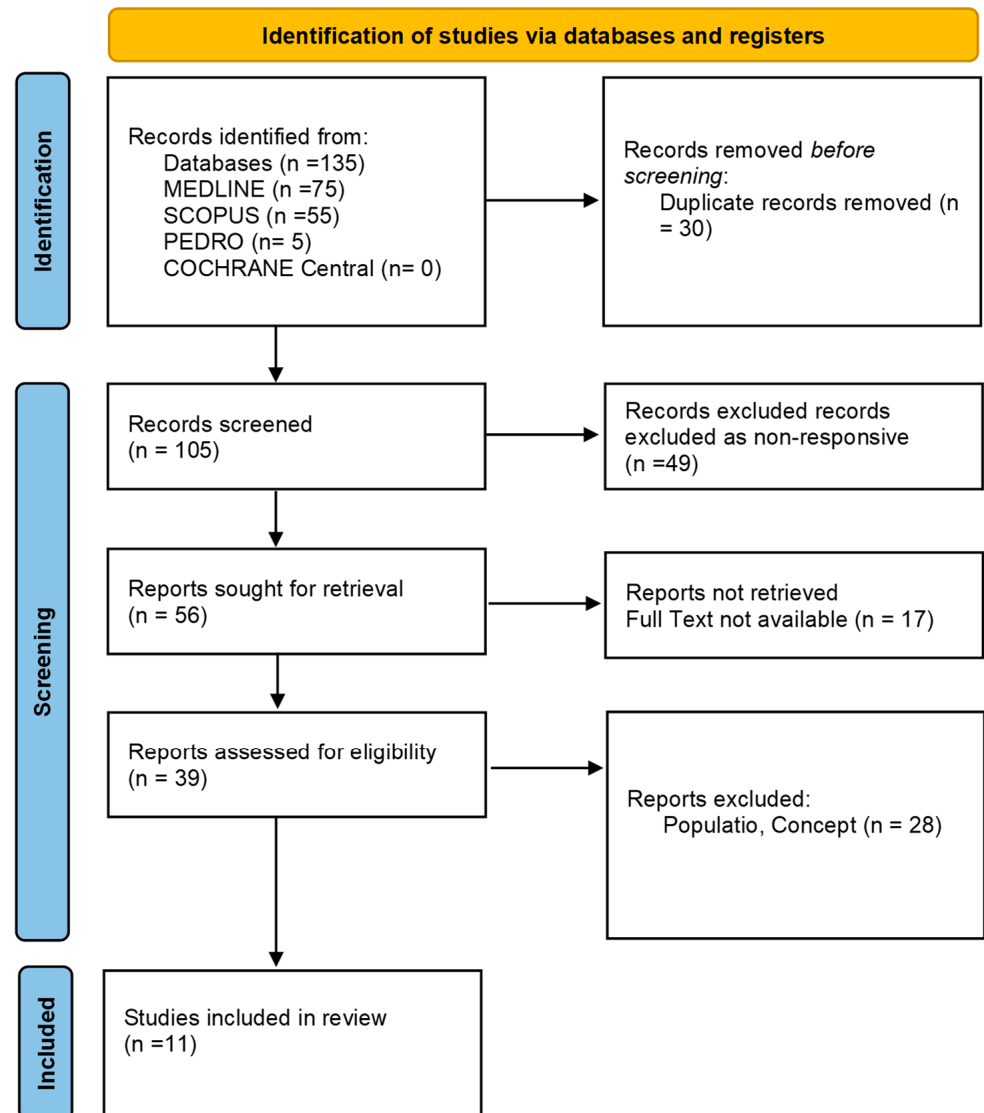 Identification of studies via databases and registers
Identification
Records identified from:
Databases (n =135)
MEDLINE (n =75)
SCOPUS (n =55)
PEDRO (n= 5)
COCHRANE Central (n= 0)
Records removed before
screening:
Duplicate records removed (n
= 30)
Screening
Records screened
(n = 105)
Records excluded records
excluded as non-responsive
(n =49)
Reports sought for retrieval
(n = 56)
Reports not retrieved
Full Text not available (n = 17)
Reports assessed for eligibility
(n = 39)
Reports excluded:
Populatio, Concept (n = 28)
Included
Studies included in review
(n =11)